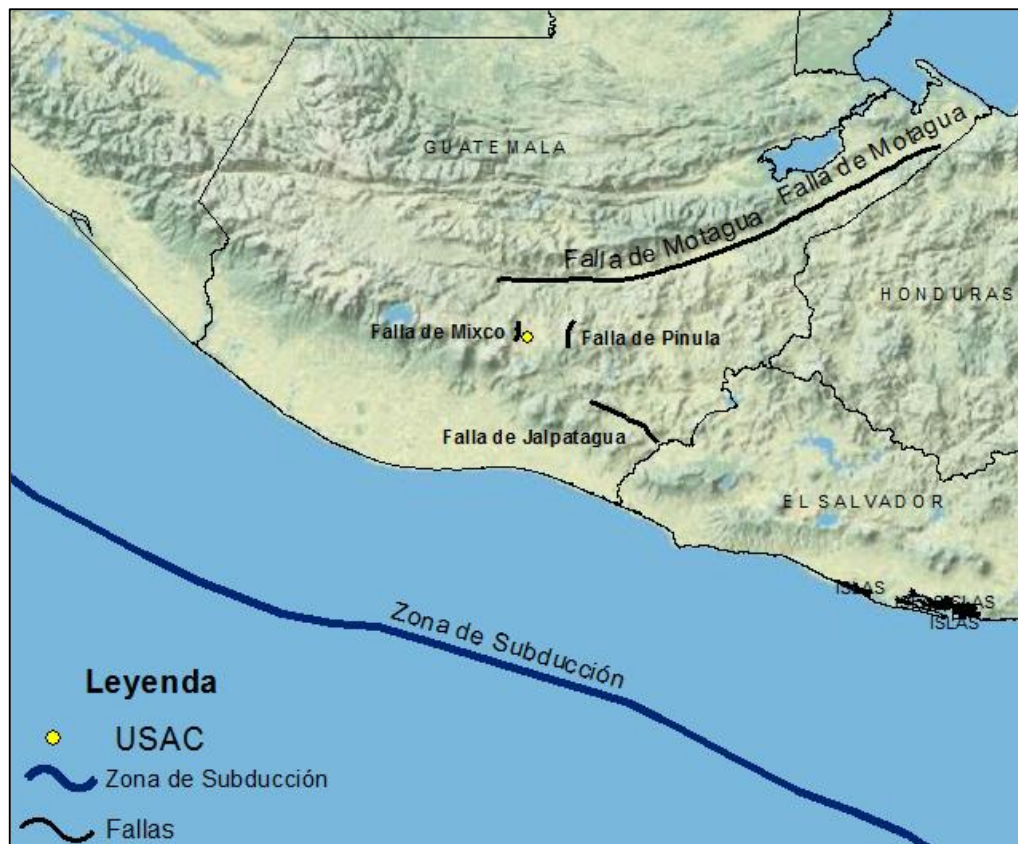 GUATEMALA
Falla de Motagua
Falla de Motagua
HONDURAS
Falla de Mixco
Falla de Pinula
Falla de Jalpatagua
EL SALVADOR
ISLAS
ISLAS
ISLAS
Zona de Subducción
Leyenda
USAC
Zona de Subducción
Fallas